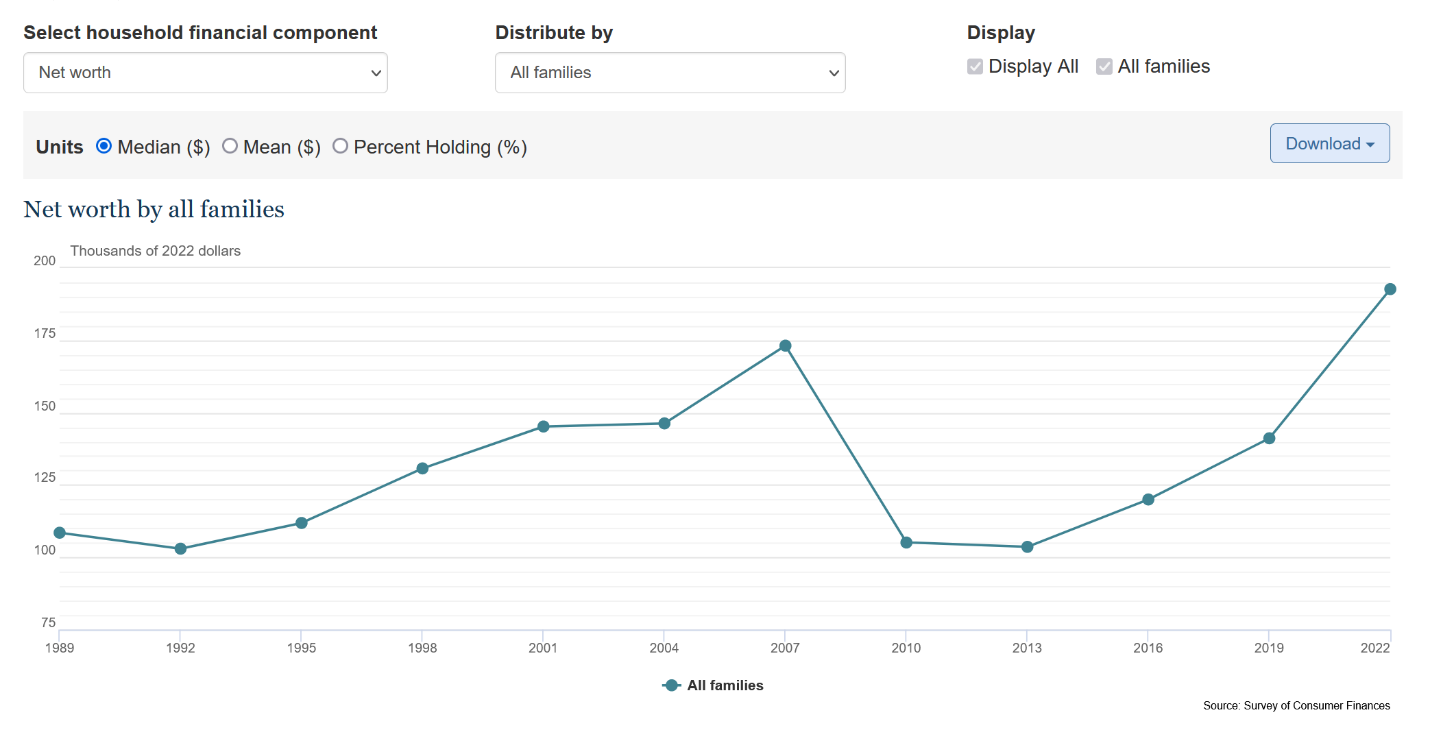 Select household financial component Distribute by Display
Net worth All families Display All All families
Units Median ($) Mean ($) Percent Holding (%) Download
Net worth by all families
Thousands of 2022 dollars
200
175
150
125
100
75
1989 1992 1995 1998 2001 2004 2007 2010 2013 2016 2019 2022
All families
Source: Survey of Consumer Finances